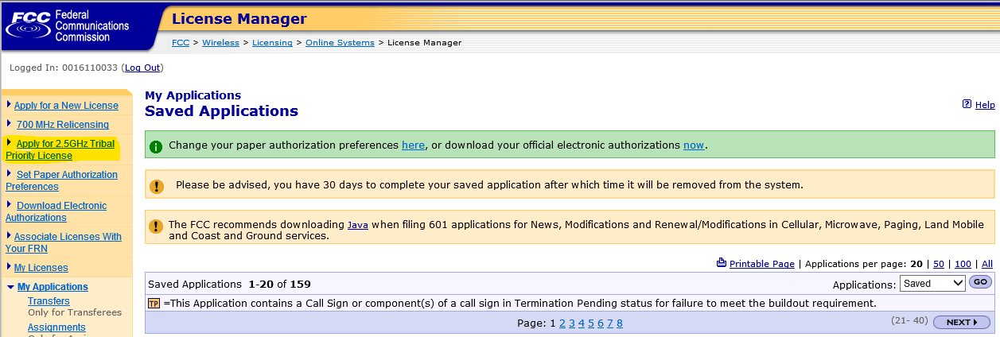 FCC Federal
Communications
Commission
License Manager
FCC > Wireless > Licensing > Online Systems > License Manager
Logged In: 0016110033 (Log Out)
Apply for a New License
700 MHz Relicensing
Apply for 2.5GHz Tribal
Priority License
Set Paper Authorization
Preferences
Download Electronic
Authorizations
Associate Licenses With
Your FRN
My Licenses
My Applications
Transfers
Only for Transferees
Assignments
My Applications
Saved Applications
Help
Change your paper authorization preferences here, or download your official electronic authorizations now.
Please be advised, you have 30 days to complete your saved application after which time it will be removed from the system.
The FCC recommends downloading Java when filing 601 applications for News, Modifications and Renewal/Modifications in Cellular, Microwave, Paging, Land Mobile
and Coast and Ground services.
Printable Page | Applications per page: 20 | 50 | 100 | All
Saved Applications 1-20 of 159
Applications: Saved GO
TP =This Application contains a Call Sign or component(s) of a call sign in Termination Pending status for failure to meet the buildout requirement.
Page: 1 2 3 4 5 6 7 8
(21- 40) NEXT